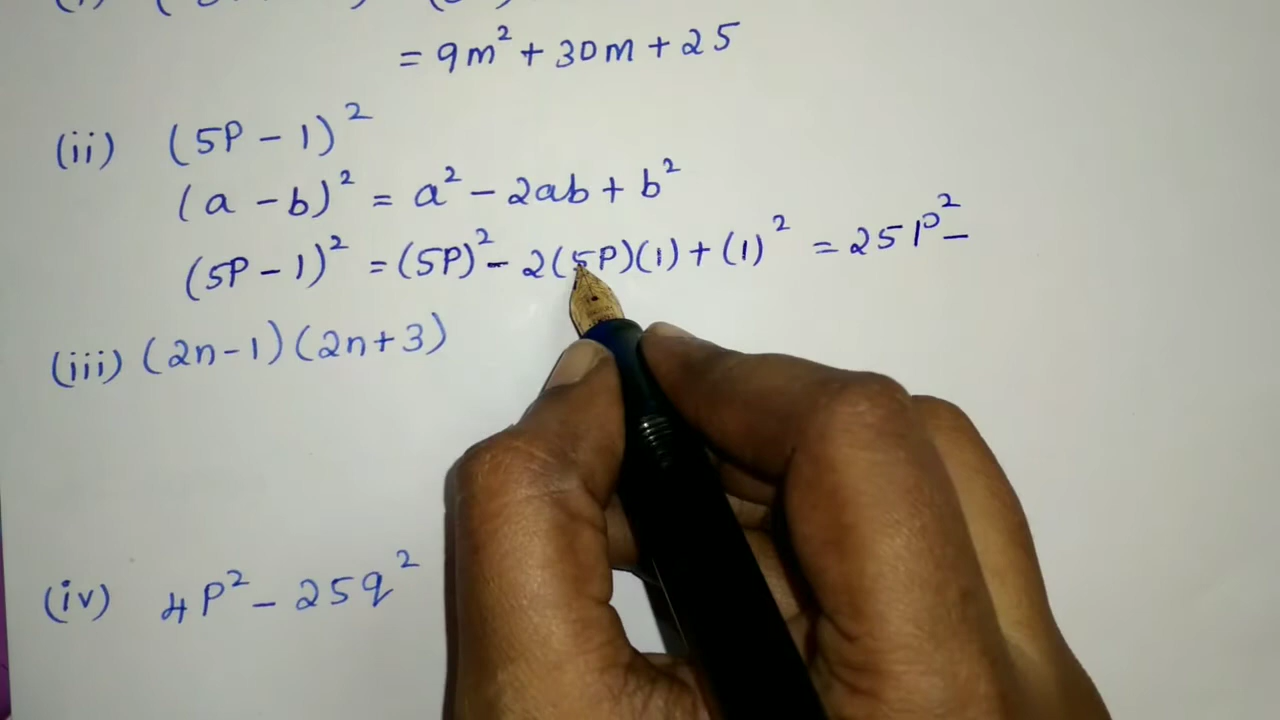 = 9m² + 30m + 25
(ii) (5P - 1)²
(a - b)² = a² - 2ab + b²
(5P - 1)² = (5P)² - 2(5P)(1) + (1)² = 25P² -
(iii) (2n-1)(2n+3)
(iv) 4P² - 25q²